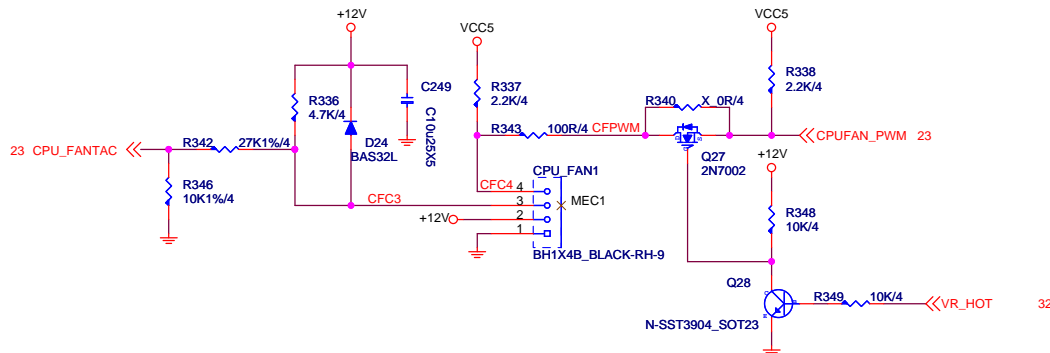 +12V
VCC5
VCC5
C249
C10u25X5
R336
4.7K/4
D24
BAS32L
R337
2.2K/4
R338
2.2K/4
R340
X_0R/4
R343
100R/4
CFPWM
Q27
2N7002
CPUFAN_PWM 23
23 CPU_FANTAC
R342
27K1%/4
R346
10K1%/4
CFC3
CFC4
CPU_FAN1
4
3
2
1
MEC1
+12V
BH1X4B_BLACK-RH-9
+12V
R348
10K/4
Q28
N-SST3904_SOT23
R349
10K/4
VR_HOT
32